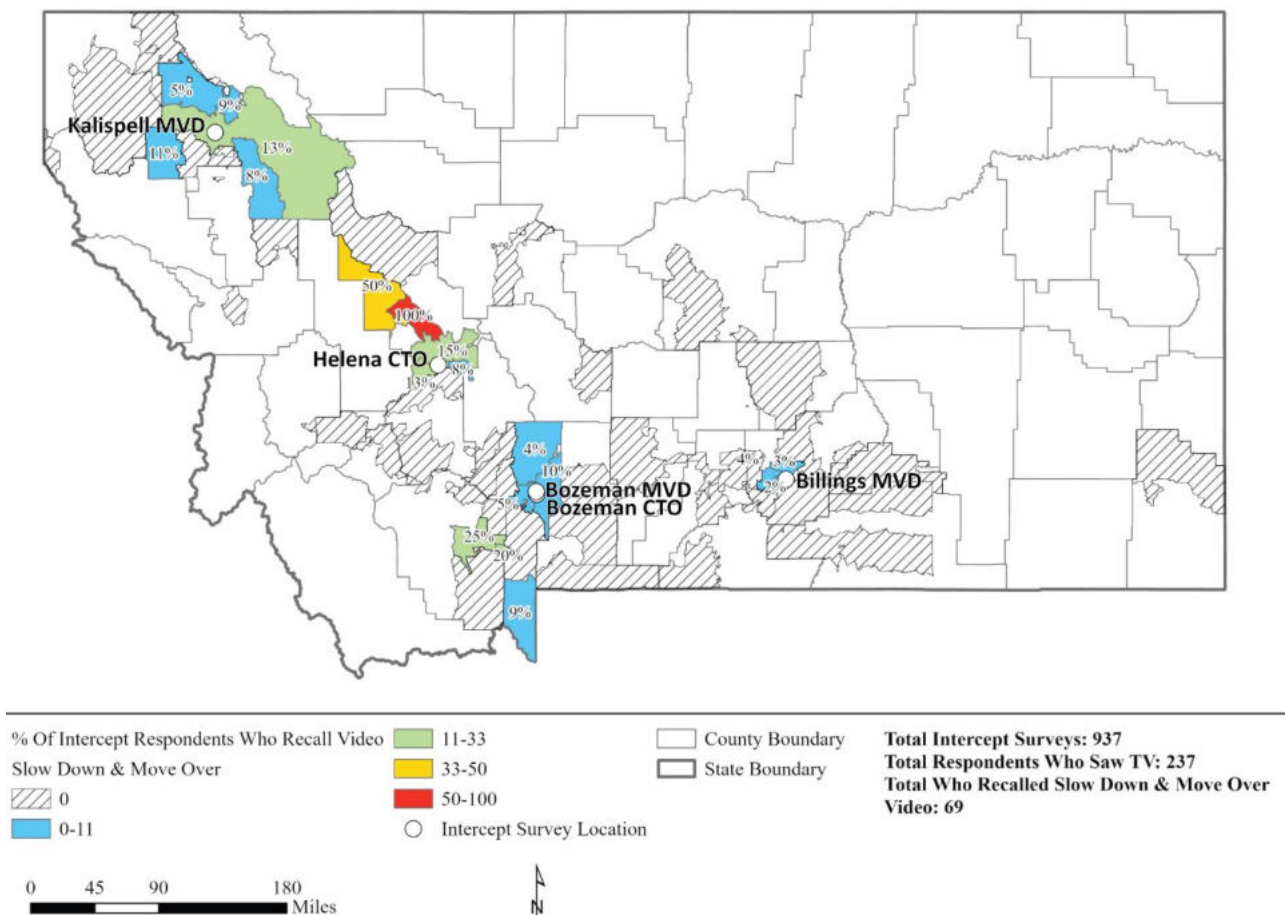 5%
9%
Kalispell MVD
13%
11%
8%
50%
100%
15%
Helena CTO
8%
13%
4%
10%
4%
3%
Billings MVD
2%
Bozeman MVD
5%
Bozeman CTO
25%
20%
9%
% Of Intercept Respondents Who Recall Video
Slow Down & Move Over
0
0-11
11-33
33-50
50-100
Intercept Survey Location
County Boundary
State Boundary
Total Intercept Surveys: 937
Total Respondents Who Saw TV: 237
Total Who Recalled Slow Down & Move Over
Video: 69
0 45 90 180
Miles
N